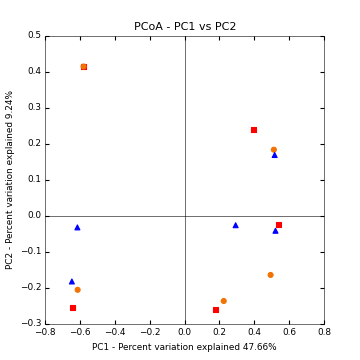 PCoA - PC1 vs PC2
0.5
0.4
0.3
0.2
0.1
0.0
−0.1
−0.2
−0.3
−0.8 −0.6 −0.4 −0.2 0.0 0.2 0.4 0.6 0.8
PC2 - Percent variation explained 9.24%
PC1 - Percent variation explained 47.66%